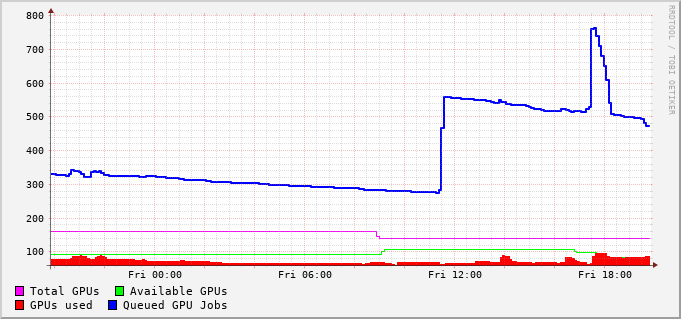 800
700
600
500
400
300
200
100
Fri 00:00 Fri 06:00 Fri 12:00 Fri 18:00
Total GPUs Available GPUs
GPUs used Queued GPU Jobs
RRDTOOL / TOBI OETIKER